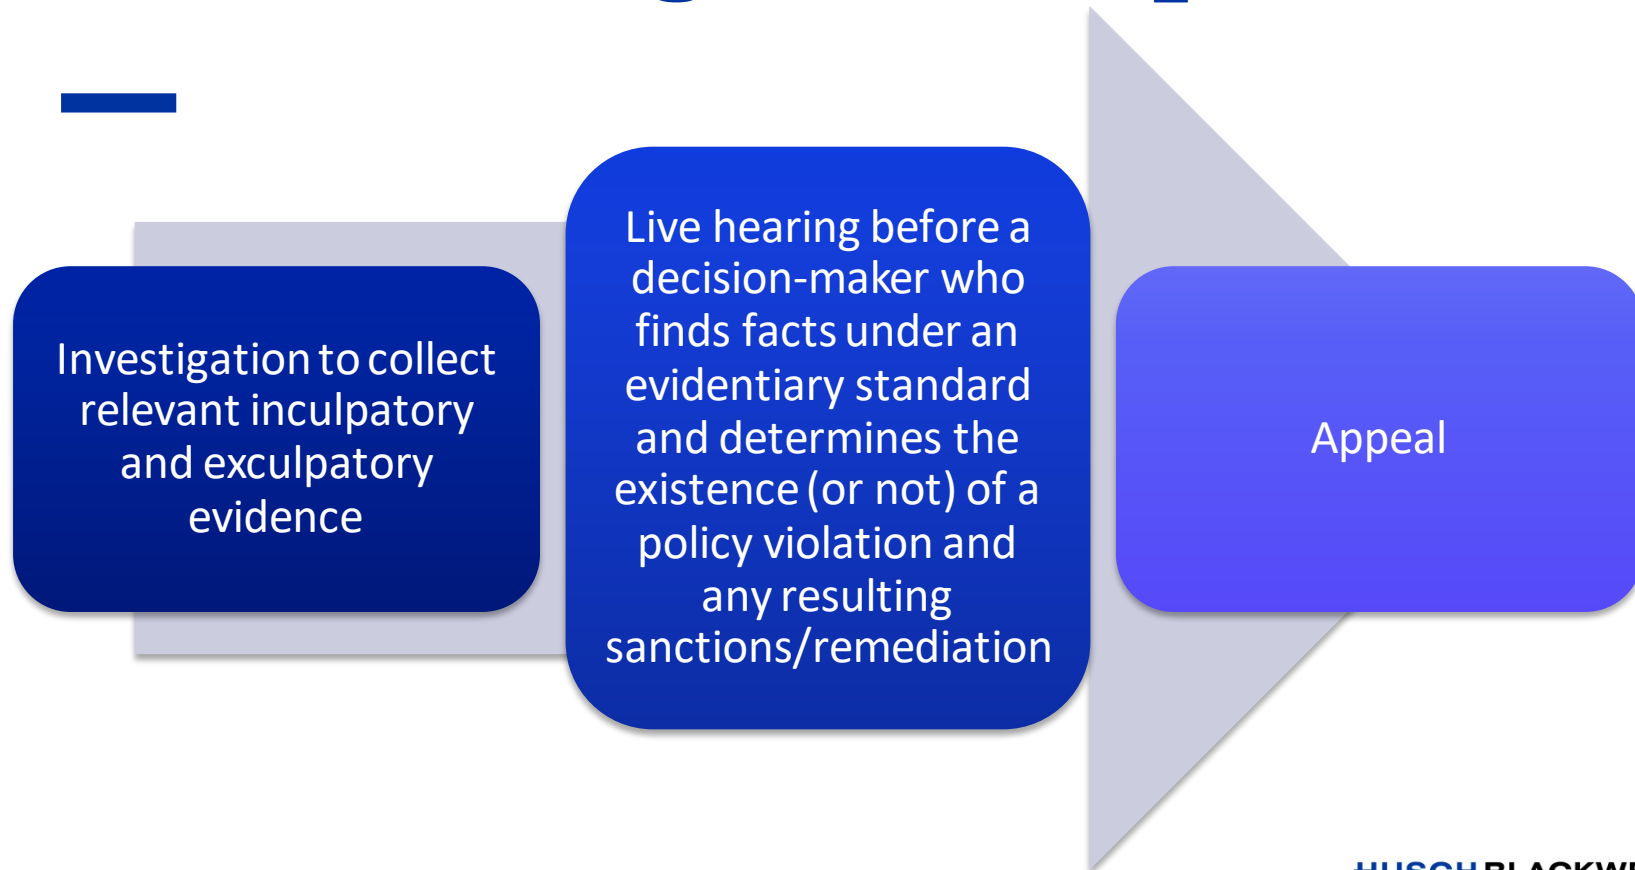 Investigation to collect
relevant inculpatory
and exculpatory
evidence
Live hearing before a
decision-maker who
finds facts under an
evidentiary standard
and determines the
existence (or not) of a
policy violation and
any resulting
sanctions/remediation
Appeal